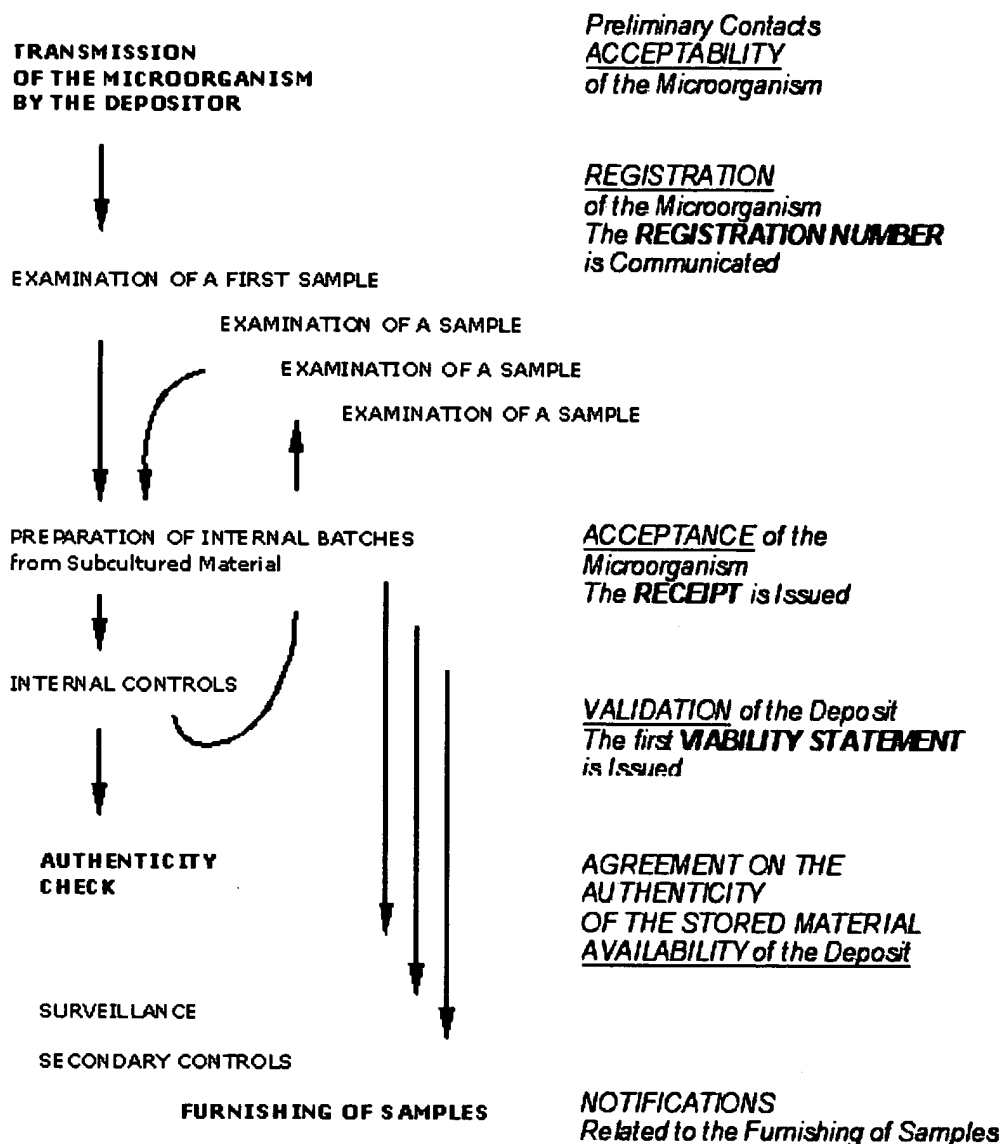 TRANSMISSION
OF THE MICROORGANISM
BY THE DEPOSITOR
Preliminary Contacts
ACCEPTABILITY
of the Microorganism
REGISTRATION
of the Microorganism
The REGISTRATION NUMBER
is Communicated
EXAMINATION OF A FIRST SAMPLE
EXAMINATION OF A SAMPLE
EXAMINATION OF A SAMPLE
EXAMINATION OF A SAMPLE
PREPARATION OF INTERNAL BATCHES
from Subcultured Material
ACCEPTANCE of the
Microorganism
The RECEIPT is Issued
INTERNAL CONTROLS
VALIDATION of the Deposit
The first VIABILITY STATEMENT
is Issued
AUTHENTICITY
CHECK
AGREEMENT ON THE
AUTHENTICITY
OF THE STORED MATERIAL
AVAILABILITY of the Deposit
SURVEILLANCE
SECONDARY CONTROLS
FURNISHING OF SAMPLES
NOTIFICATIONS
Related to the Furnishing of Samples